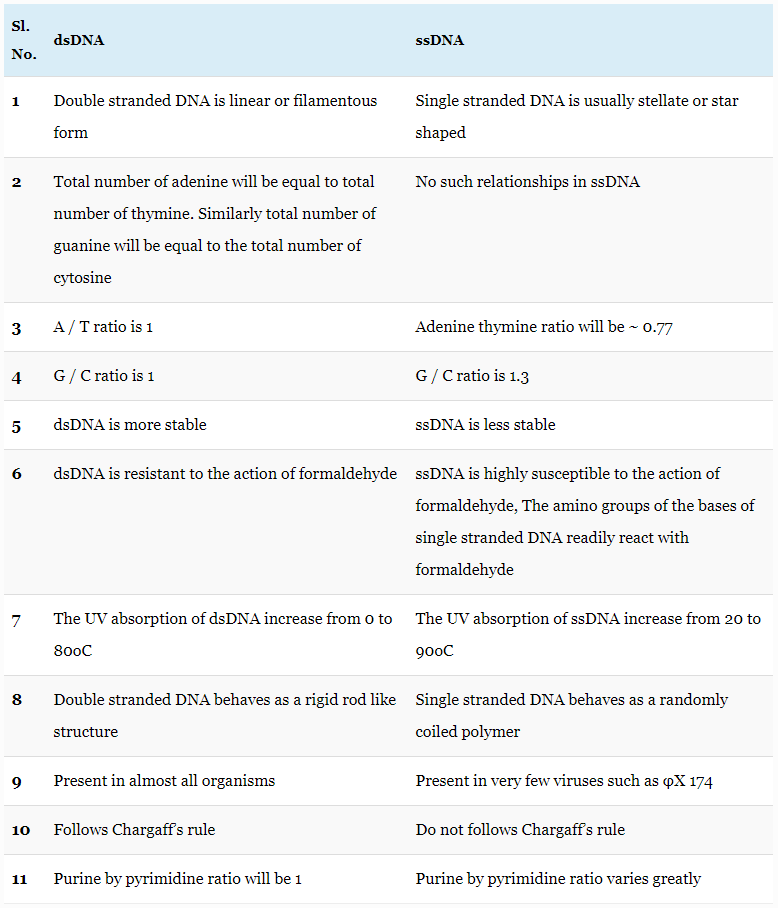 Sl.
No.
dsDNA
ssDNA
1
Double stranded DNA is linear or filamentous
form
Single stranded DNA is usually stellate or star
shaped
2
Total number of adenine will be equal to total
number of thymine. Similarly total number of
guanine will be equal to the total number of
cytosine
No such relationships in ssDNA
3
A / T ratio is 1
Adenine thymine ratio will be ~ 0.77
4
G / C ratio is 1
G / C ratio is 1.3
5
dsDNA is more stable
ssDNA is less stable
6
dsDNA is resistant to the action of formaldehyde
ssDNA is highly susceptible to the action of
formaldehyde, The amino groups of the bases of
single stranded DNA readily react with
formaldehyde
7
The UV absorption of dsDNA increase from 0 to
80oC
The UV absorption of ssDNA increase from 20 to
90oC
8
Double stranded DNA behaves as a rigid rod like
structure
Single stranded DNA behaves as a randomly
coiled polymer
9
Present in almost all organisms
Present in very few viruses such as φX 174
10
Follows Chargaff’s rule
Do not follows Chargaff’s rule
11
Purine by pyrimidine ratio will be 1
Purine by pyrimidine ratio varies greatly